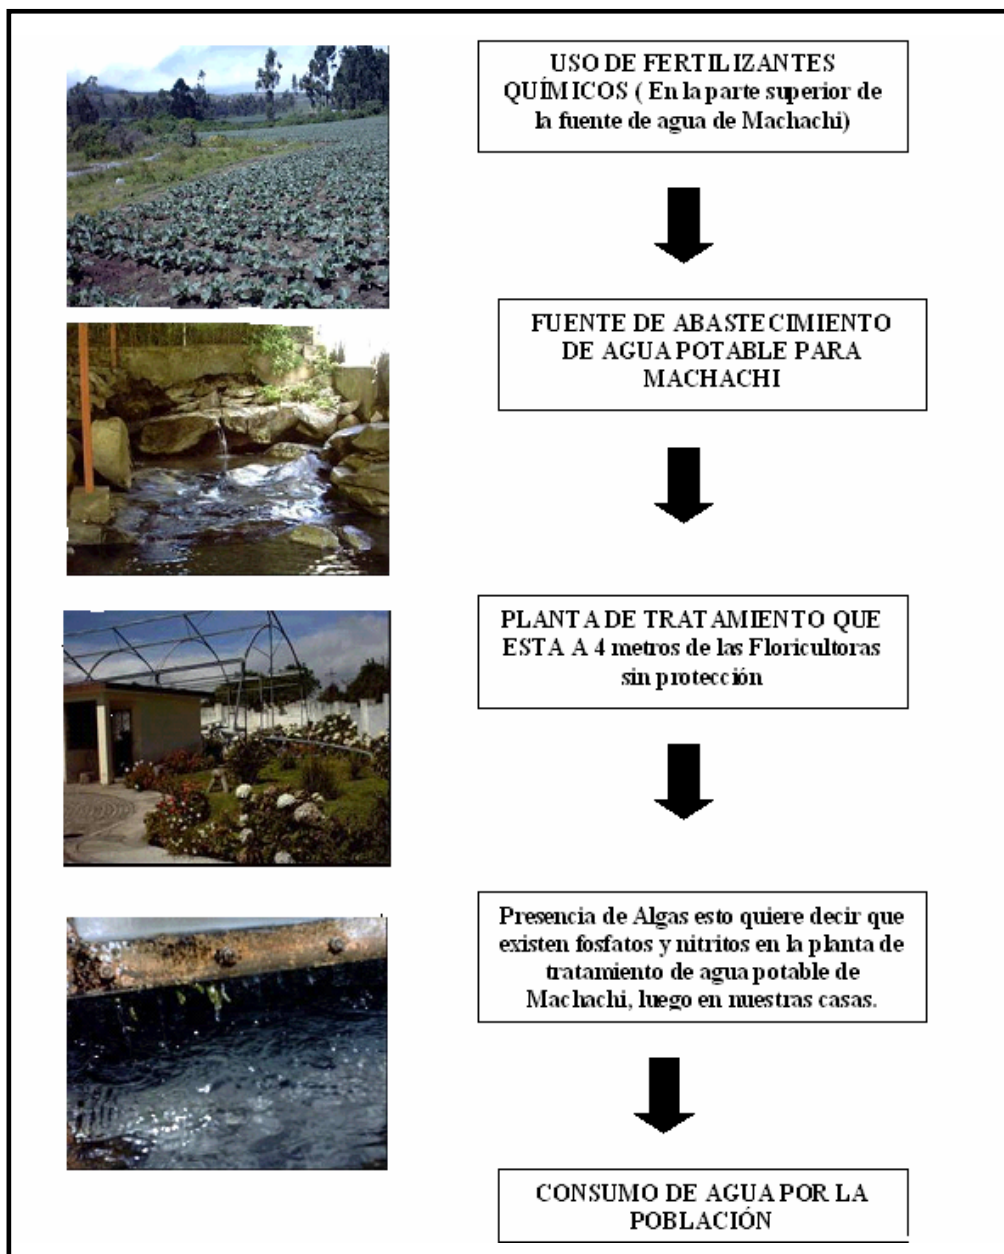 USO DE FERTILIZANTES
QUÍMICOS ( En la parte superior de
la fuente de agua de Machachi)
FUENTE DE ABASTECIMIENTO
DE AGUA POTABLE PARA
MACHACHI
PLANTA DE TRATAMIENTO QUE
ESTA A 4 metros de las Floricultoras
sin protección
Presencia de Algas esto quiere decir que
existen fosfatos y nitritos en la planta de
tratamiento de agua potable de
Machachi, luego en nuestras casas.
CONSUMO DE AGUA POR LA
POBLACIÓN